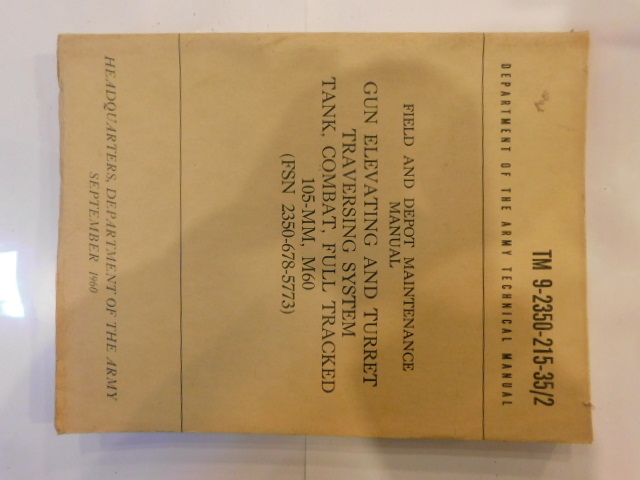 TM 9-2350-215-35/2
DEPARTMENT OF THE ARMY TECHNICAL MANUAL
FIELD AND DEPOT MAINTENANCE
MANUAL
GUN ELEVATING AND TURRET
TRAVERSING SYSTEM
TANK, COMBAT, FULL TRACKED
105-MM, M60
(FSN 2350-678-5773)
HEADQUARTERS, DEPARTMENT OF THE ARMY
SEPTEMBER 1960